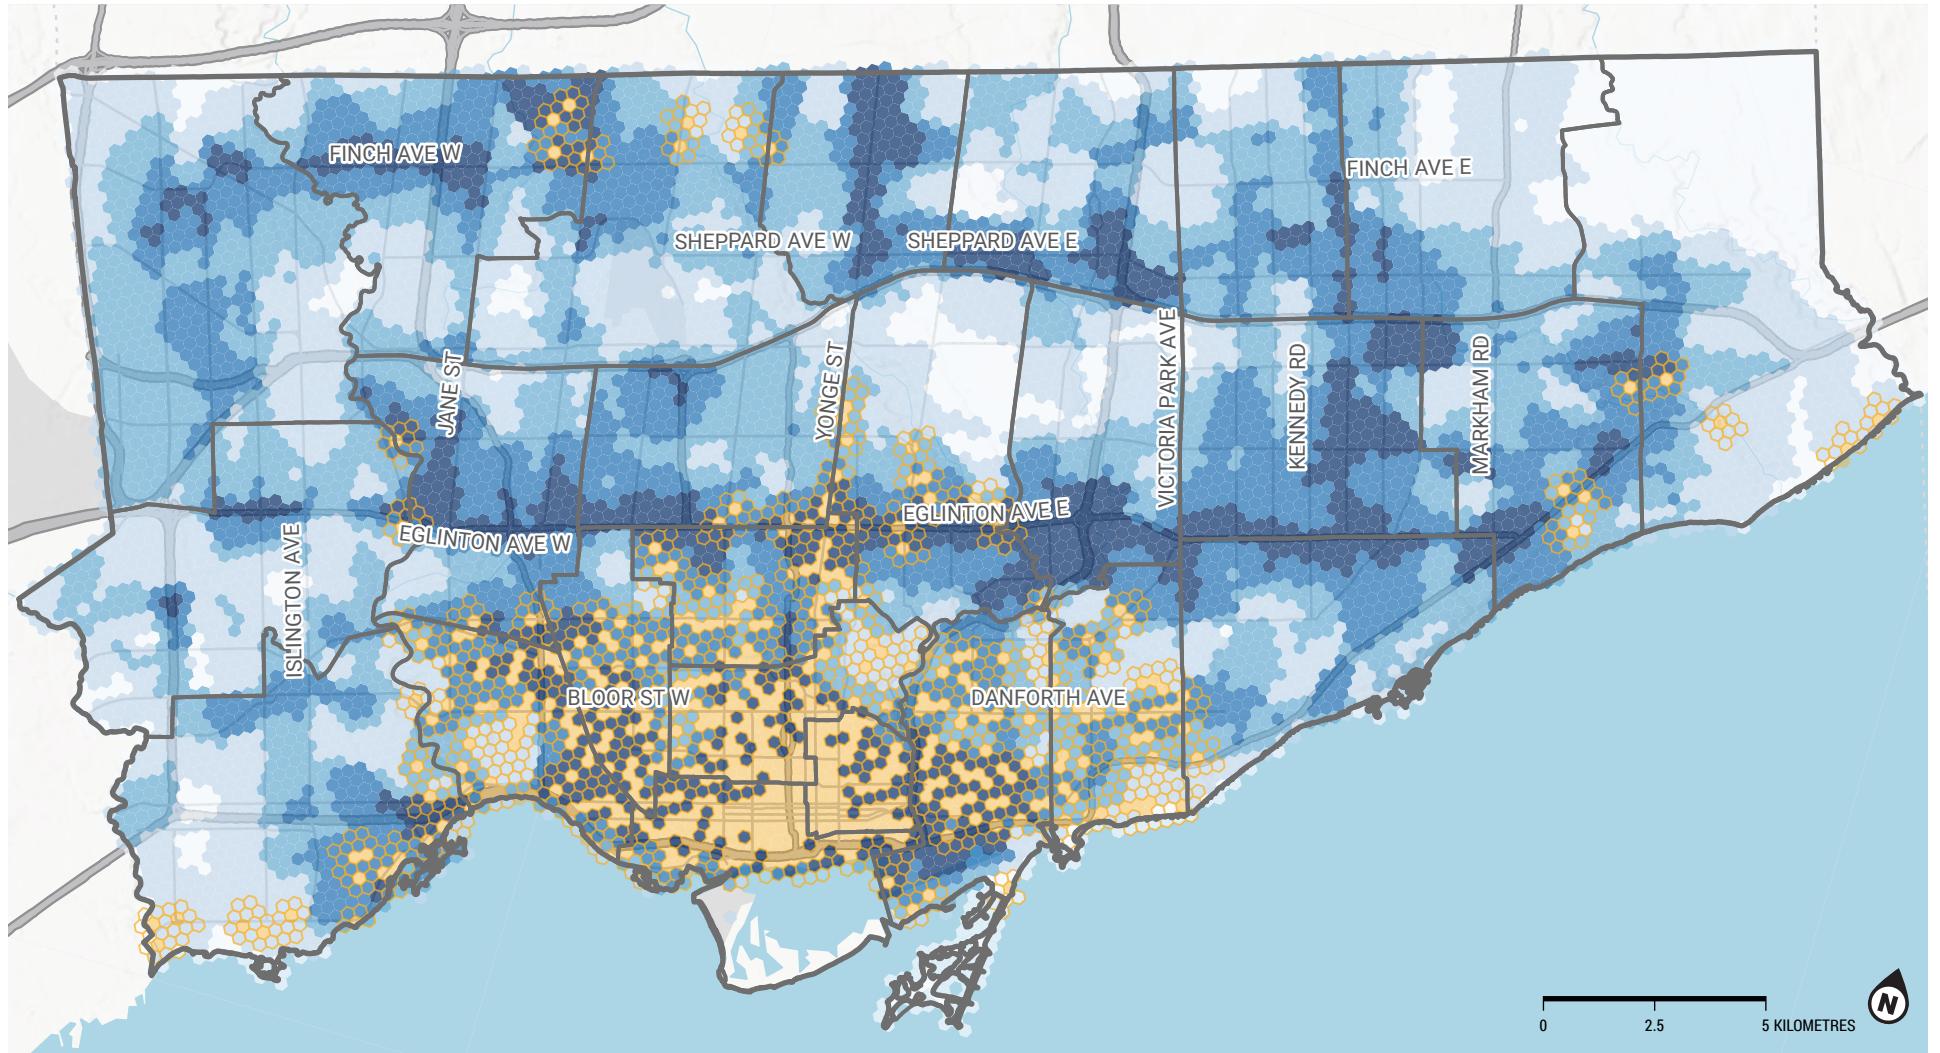 FINCH AVE W
FINCH AVE E
SHEPPARD AVE W
SHEPPARD AVE E
JANE ST
YONGE ST
VICTORIA PARK AVE
KENNEDY RD
MARKHAM RD
EGLINTON AVE W
EGLINTON AVE E
ISLINGTON AVE
BLOOR ST W
DANFORTH AVE
N
0 2.5 5 KILOMETRES